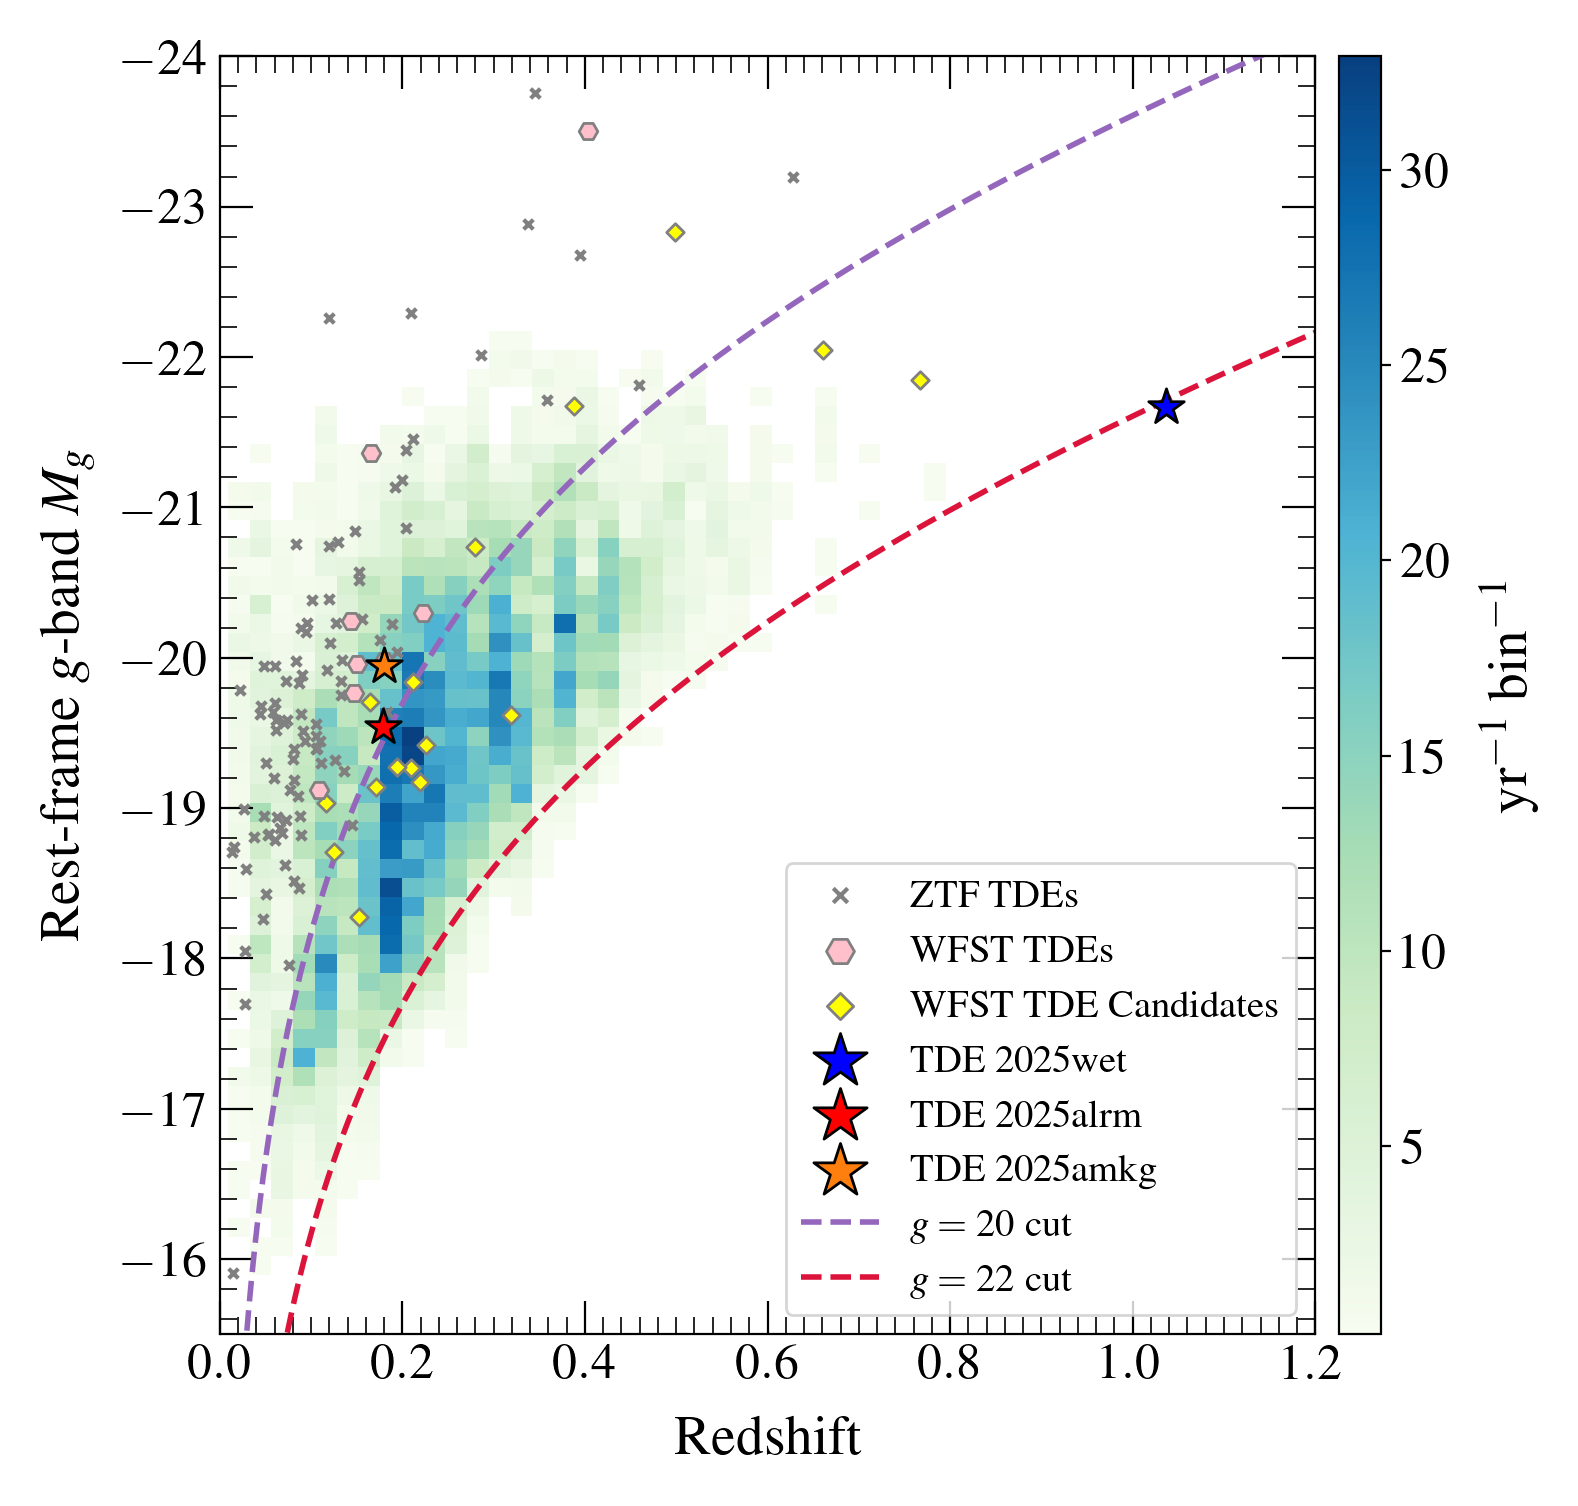 −24
−23
−22
−21
−20
−19
−18
−17
−16
Rest-frame g-band M_g
0.0
0.2
0.4
0.6
0.8
1.0
1.2
Redshift
ZTF TDEs
WFST TDEs
WFST TDE Candidates
TDE 2025wet
TDE 2025alrm
TDE 2025amkg
g = 20 cut
g = 22 cut
30
25
20
15
10
5
yr⁻¹ bin⁻¹